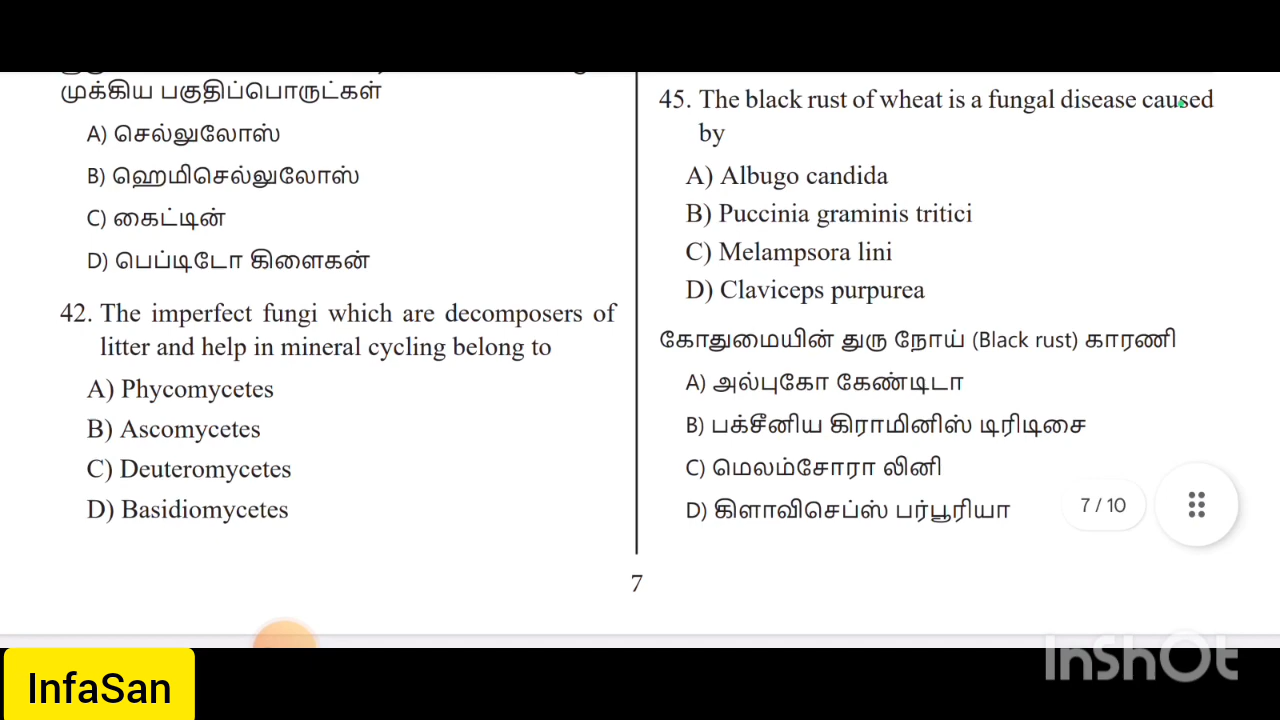 முக்கிய பகுதிப்பொருட்கள்
A) செல்லுலோஸ்
B) ஹெமிசெல்லுலோஸ்
C) கைட்டின்
D) பெப்டிடோ கிளைகன்
42. The imperfect fungi which are decomposers of
litter and help in mineral cycling belong to
A) Phycomycetes
B) Ascomycetes
C) Deuteromycetes
D) Basidiomycetes
45. The black rust of wheat is a fungal disease caused
by
A) Albugo candida
B) Puccinia graminis tritici
C) Melampsora lini
D) Claviceps purpurea
கோதுமையின் துரு நோய் (Black rust) காரணி
A) அல்புகோ கேண்டிடா
B) பக்சீனிய கிராமினிஸ் டிரிடிசை
C) மெலம்சோரா லினி
D) கிளாவிசெப்ஸ் பர்பூரியா
7 / 10
7
InShOt
InfaSan